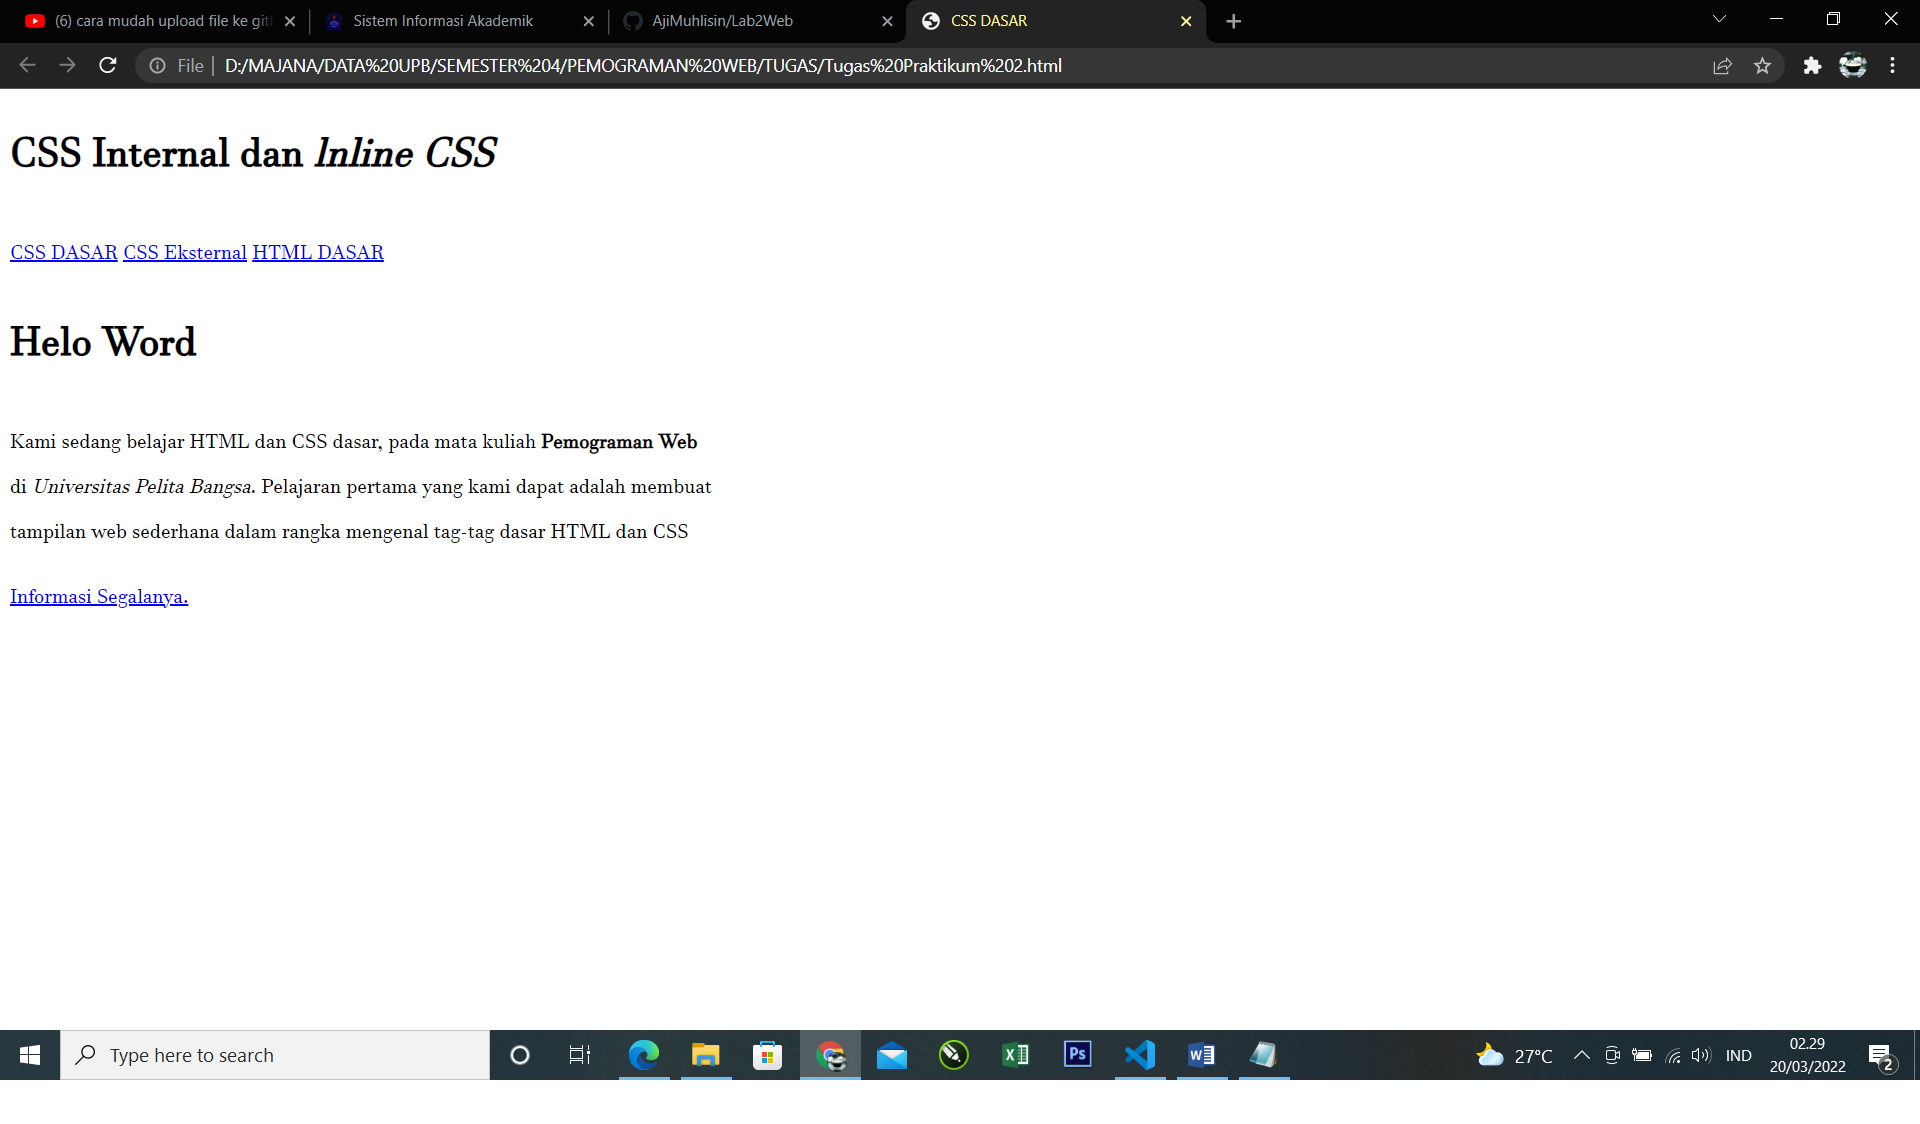 (6) cara mudah upload file ke gith
Sistem Informasi Akademik
AjiMuhlisin/Lab2Web
CSS DASAR
File | D:/MAJANA/DATA%20UPB/SEMESTER%204/PEMOGRAMAN%20WEB/TUGAS/Tugas%20Praktikum%202.html
CSS Internal dan lnline CSS
CSS DASAR CSS Eksternal HTML DASAR
Helo Word
Kami sedang belajar HTML dan CSS dasar, pada mata kuliah Pemograman Web
di Universitas Pelita Bangsa. Pelajaran pertama yang kami dapat adalah membuat
tampilan web sederhana dalam rangka mengenal tag-tag dasar HTML dan CSS
Informasi Segalanya.
Type here to search
Ps
27°C
IND
02.29
20/03/2022
2